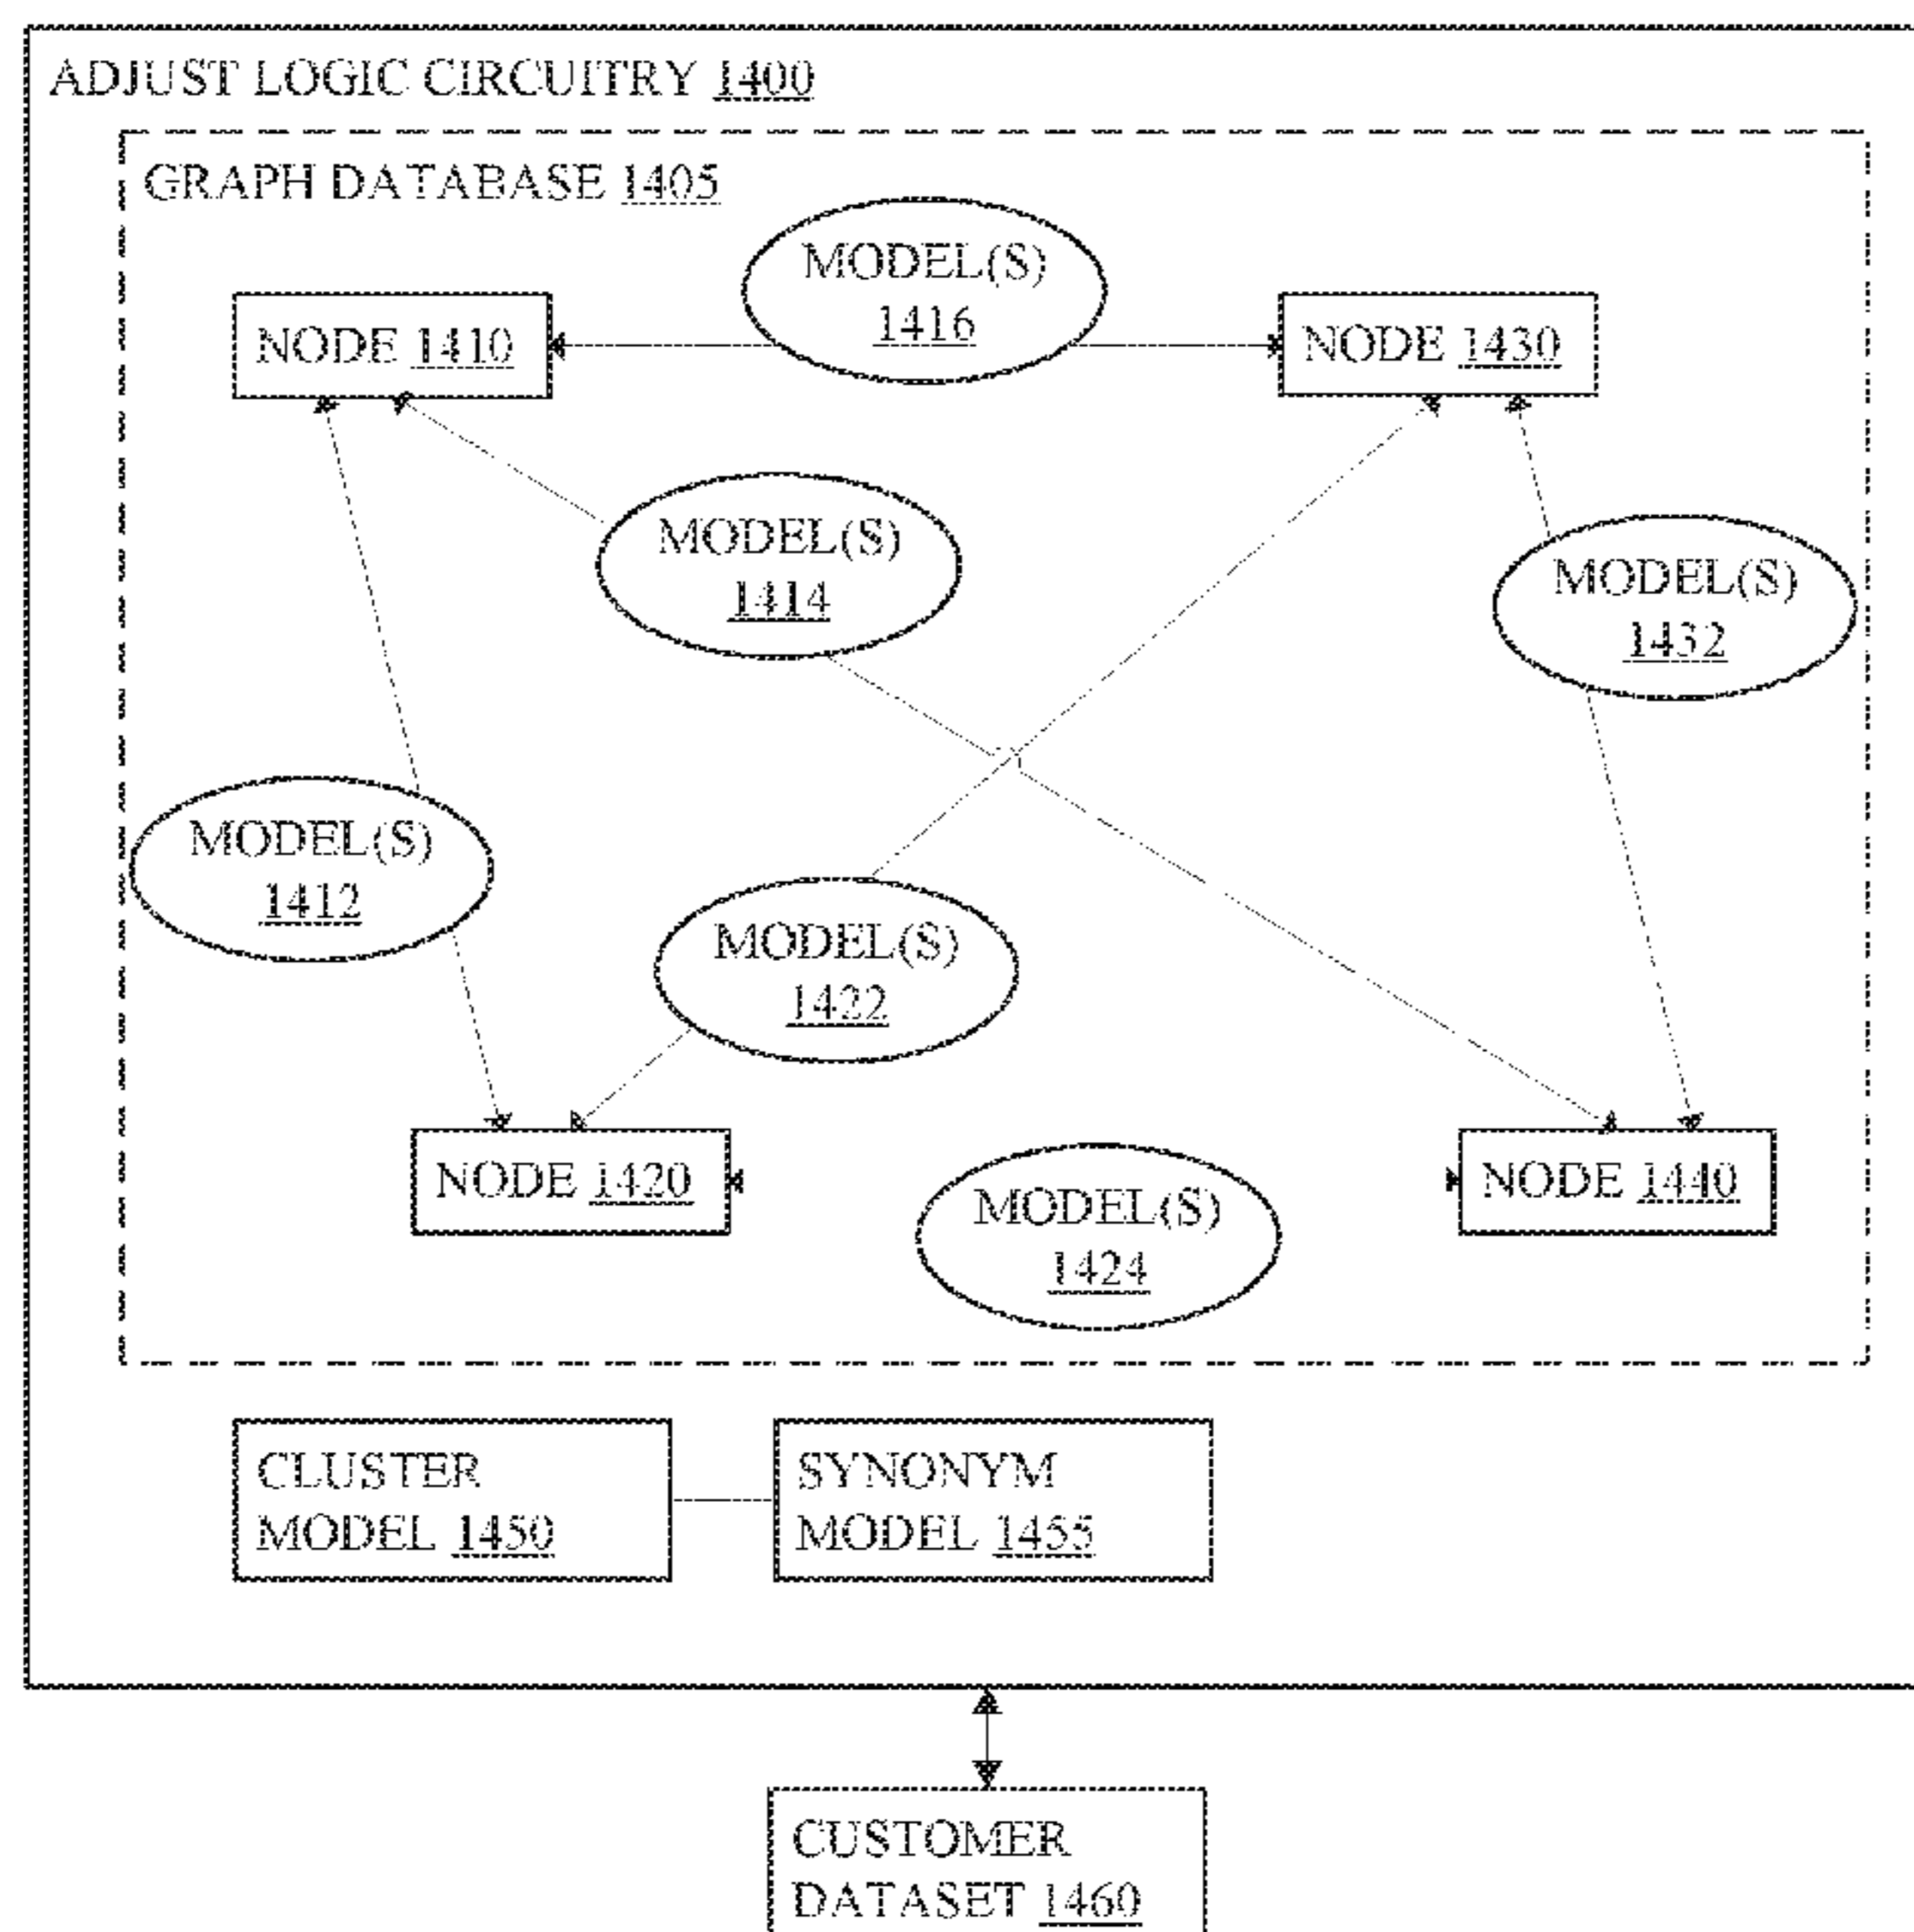 ADJUST LOGIC CIRCUITRY 1400
GRAPH DATABASE 1405
MODEL(S)
1416
NODE 1410
NODE 1430
MODEL(S)
1414
MODEL(S)
1432
MODEL(S)
1412
MODEL(S)
1422
NODE 1420
MODEL(S)
1424
NODE 1440
CLUSTER
MODEL 1450
SYNONYM
MODEL 1455
CUSTOMER
DATASET 1460